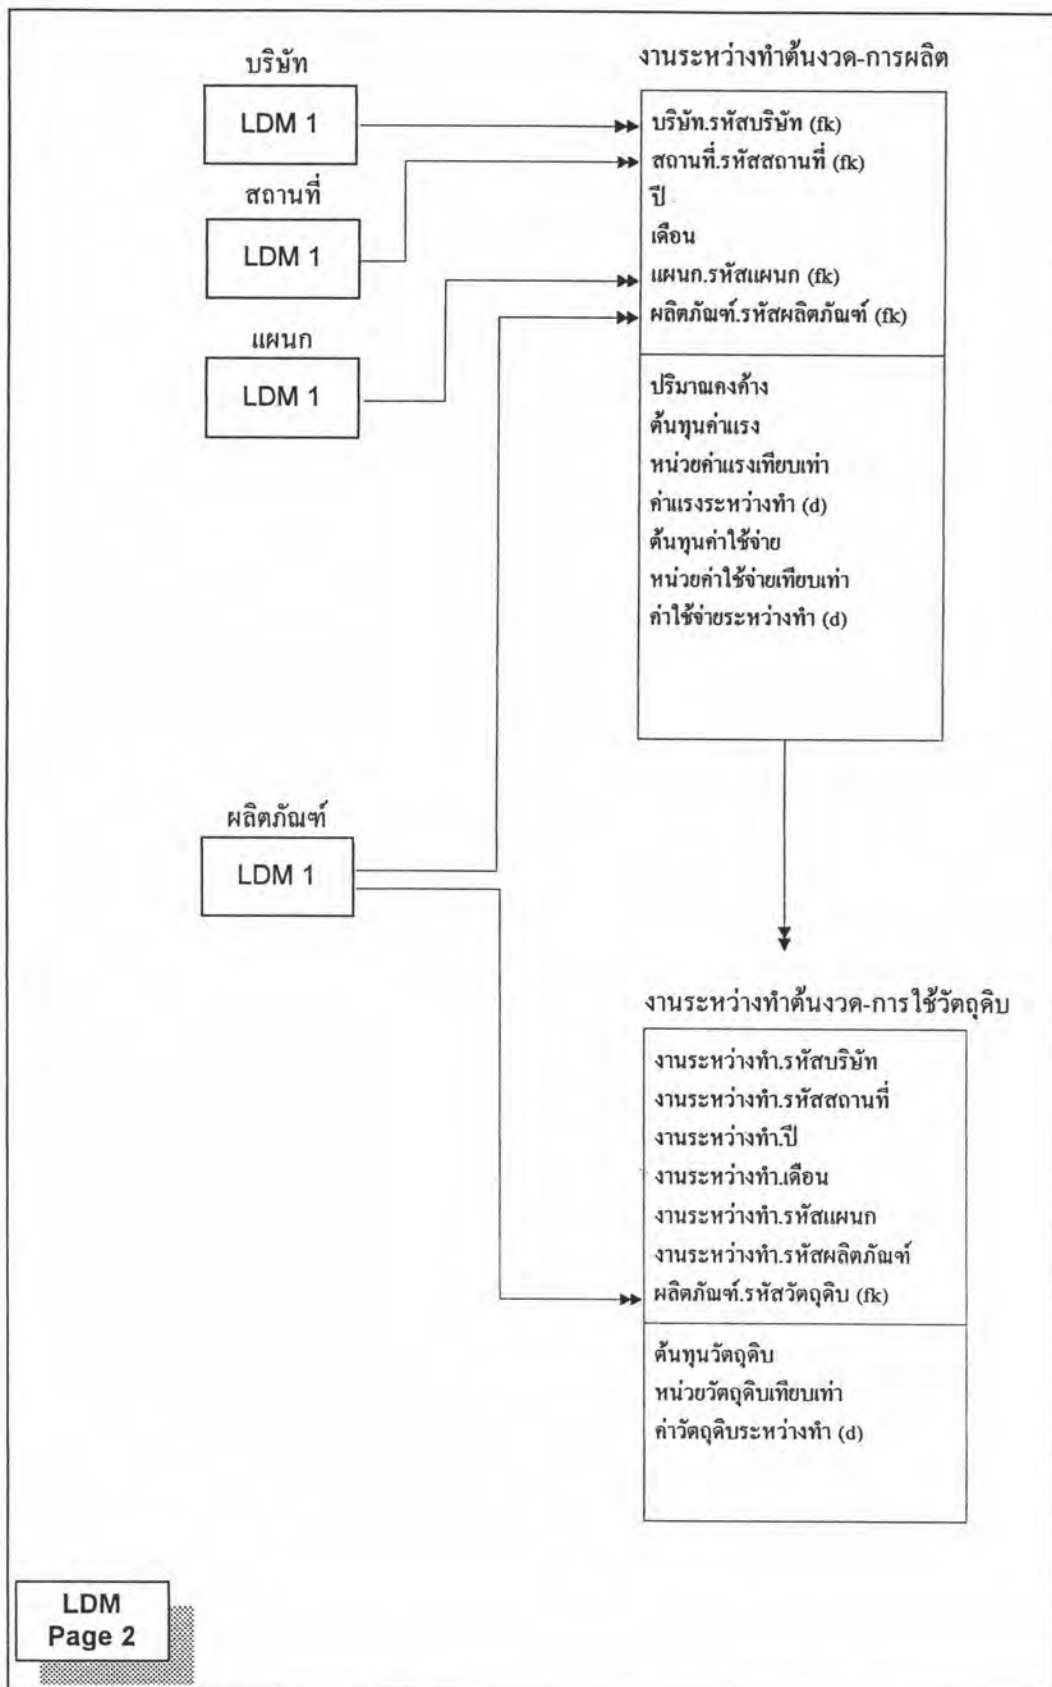 บริษัท
LDM 1
สถานที่
LDM 1
แผนก
LDM 1
ผลิตภัณฑ์
LDM 1
งานระหว่างทำต้นงวด-การผลิต
บริษัท.รหัสบริษัท (fk)
สถานที่.รหัสสถานที่ (fk)
ปี
เดือน
แผนก.รหัสแผนก (fk)
ผลิตภัณฑ์.รหัสผลิตภัณฑ์ (fk)
ปริมาณคงค้าง
ต้นทุนค่าแรง
หน่วยค่าแรงเทียบเท่า
ค่าแรงระหว่างทำ (d)
ต้นทุนค่าใช้จ่าย
หน่วยค่าใช้จ่ายเทียบเท่า
ค่าใช้จ่ายระหว่างทำ (d)
งานระหว่างทำต้นงวด-การใช้วัตถุดิบ
งานระหว่างทำ.รหัสบริษัท
งานระหว่างทำ.รหัสสถานที่
งานระหว่างทำ.ปี
งานระหว่างทำ.เดือน
งานระหว่างทำ.รหัสแผนก
งานระหว่างทำ.รหัสผลิตภัณฑ์
ผลิตภัณฑ์.รหัสวัตถุดิบ (fk)
ต้นทุนวัตถุดิบ
หน่วยวัตถุดิบเทียบเท่า
ค่าวัตถุดิบระหว่างทำ (d)
LDM
Page 2